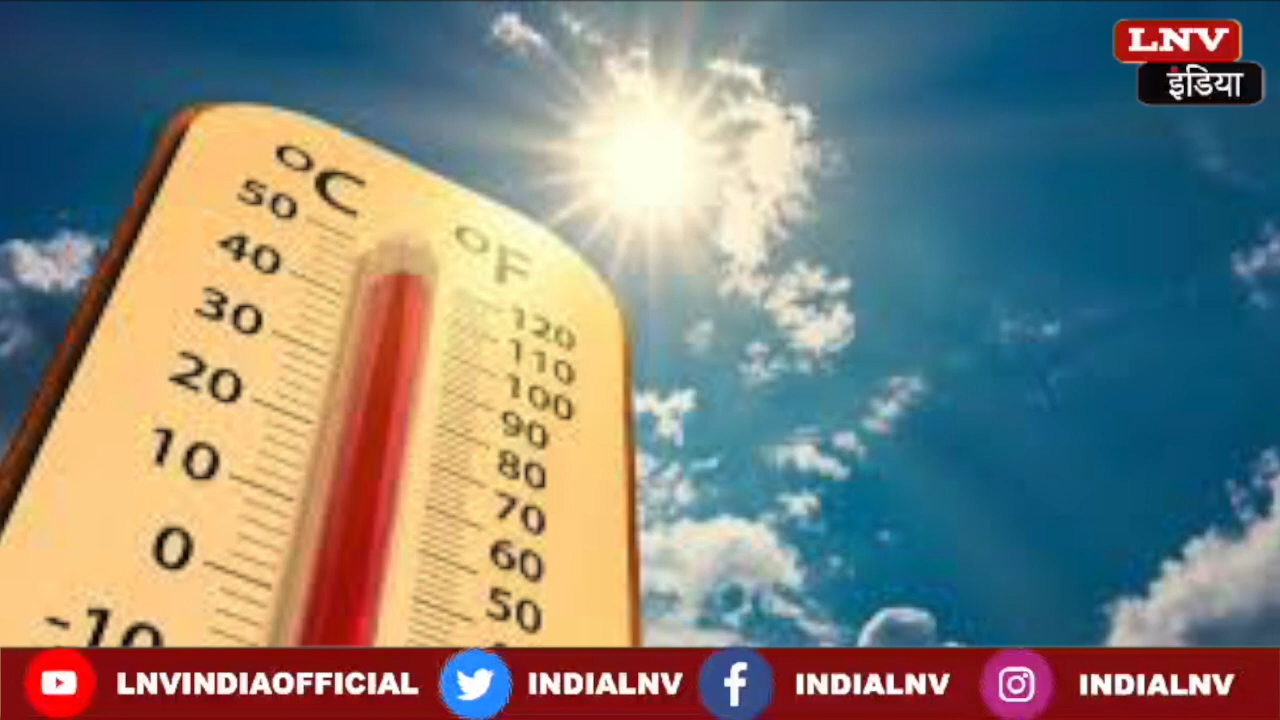 LNV
इंडिया
°C
°F
50
40
30
20
10
0
-10
120
110
100
90
80
70
60
50
LNVINDIAOFFICIAL
INDIALNV
INDIALNV
INDIALNV